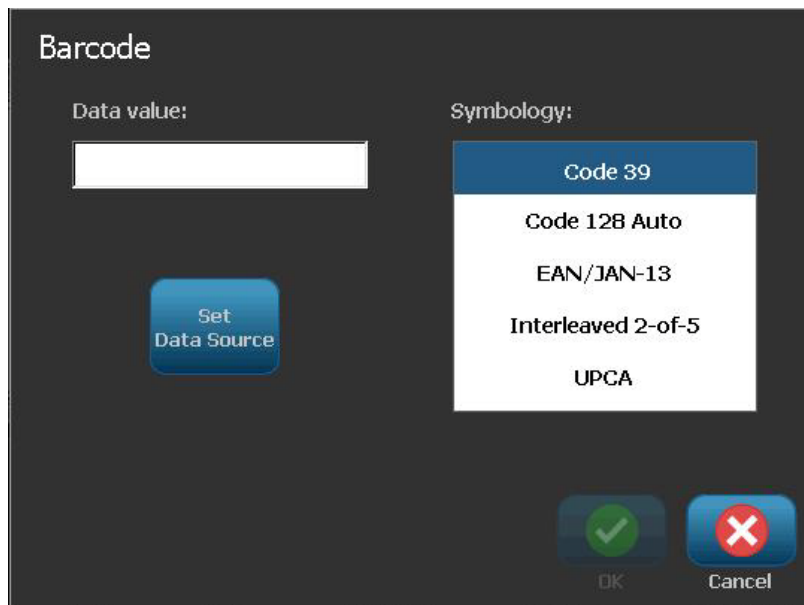 Barcode
Data value:
Symbology:
Code 39
Code 128 Auto
EAN/JAN-13
Interleaved 2-of-5
UPCA
Set
Data Source
OK
Cancel